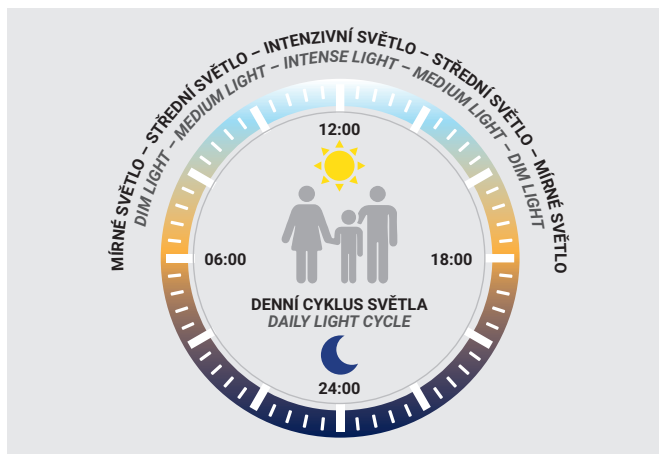 MÍRNÉ SVĚTLO – STŘEDNÍ SVĚTLO – INTENZIVNÍ SVĚTLO – STŘEDNÍ SVĚTLO – MÍRNÉ SVĚTLO
DIM LIGHT – MEDIUM LIGHT – INTENSE LIGHT – MEDIUM LIGHT – DIM LIGHT
12:00
06:00
18:00
DENNÍ CYKLUS SVĚTLA
DAILY LIGHT CYCLE
24:00